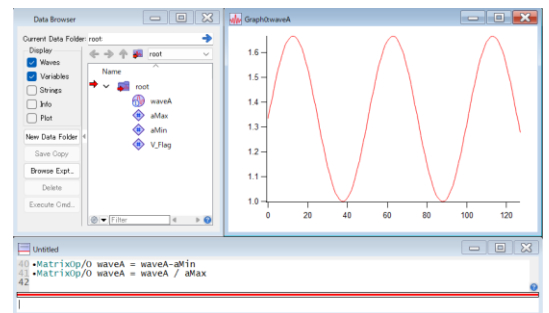 Data Browser
Current Data Folder: root:
Display
Waves
Variables
Strings
Info
Plot
New Data Folder
Save Copy
Browse Expt..
Delete
Execute Cmd..
root
Name
root
waveA
aMax
aMin
V_Flag
Filter
Graph0:waveA
1.6
1.5
1.4
1.3
1.2
1.1
1.0
0 20 40 60 80 100 120
Untitled
40 •MatrixOp/O waveA = waveA-aMin
41 •MatrixOp/O waveA = waveA / aMax
42